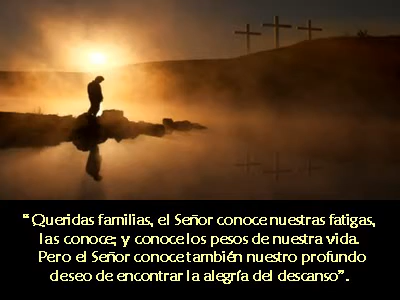 “Queridas familias, el Señor conoce nuestras fatigas,
las conoce; y conoce los pesos de nuestra vida.
Pero el Señor conoce también nuestro profundo
deseo de encontrar la alegría del descanso”.